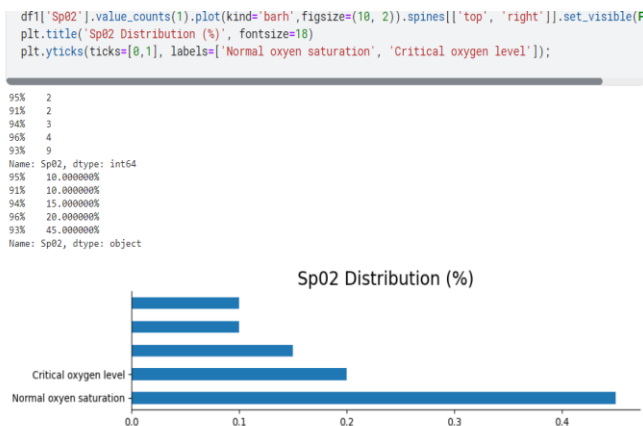 df1['Sp02'].value_counts(1).plot(kind='barh',figsize=(10, 2)).spines[['top', 'right']].set_visible(F
plt.title('Sp02 Distribution (%)', fontsize=18)
plt.yticks(ticks=[0,1], labels=['Normal oxyen saturation', 'Critical oxygen level']);
95% 2
91% 2
94% 3
96% 4
93% 9
Name: Sp02, dtype: int64
95% 10.000000%
91% 10.000000%
94% 15.000000%
96% 20.000000%
93% 45.000000%
Name: Sp02, dtype: object
Sp02 Distribution (%)
Critical oxygen level
Normal oxyen saturation
0.0 0.1 0.2 0.3 0.4